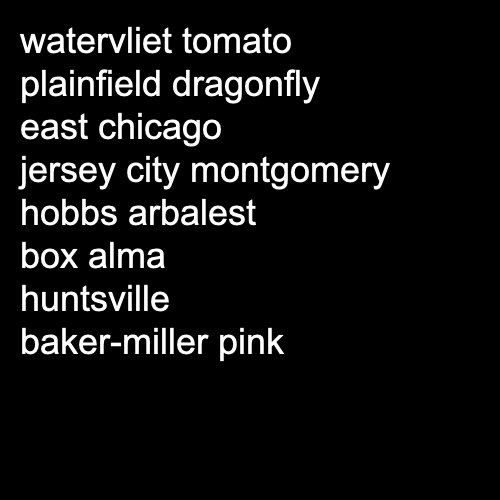 watervliet tomato
plainfield dragonfly
east chicago
jersey city montgomery
hobbs arbalest
box alma
huntsville
baker-miller pink